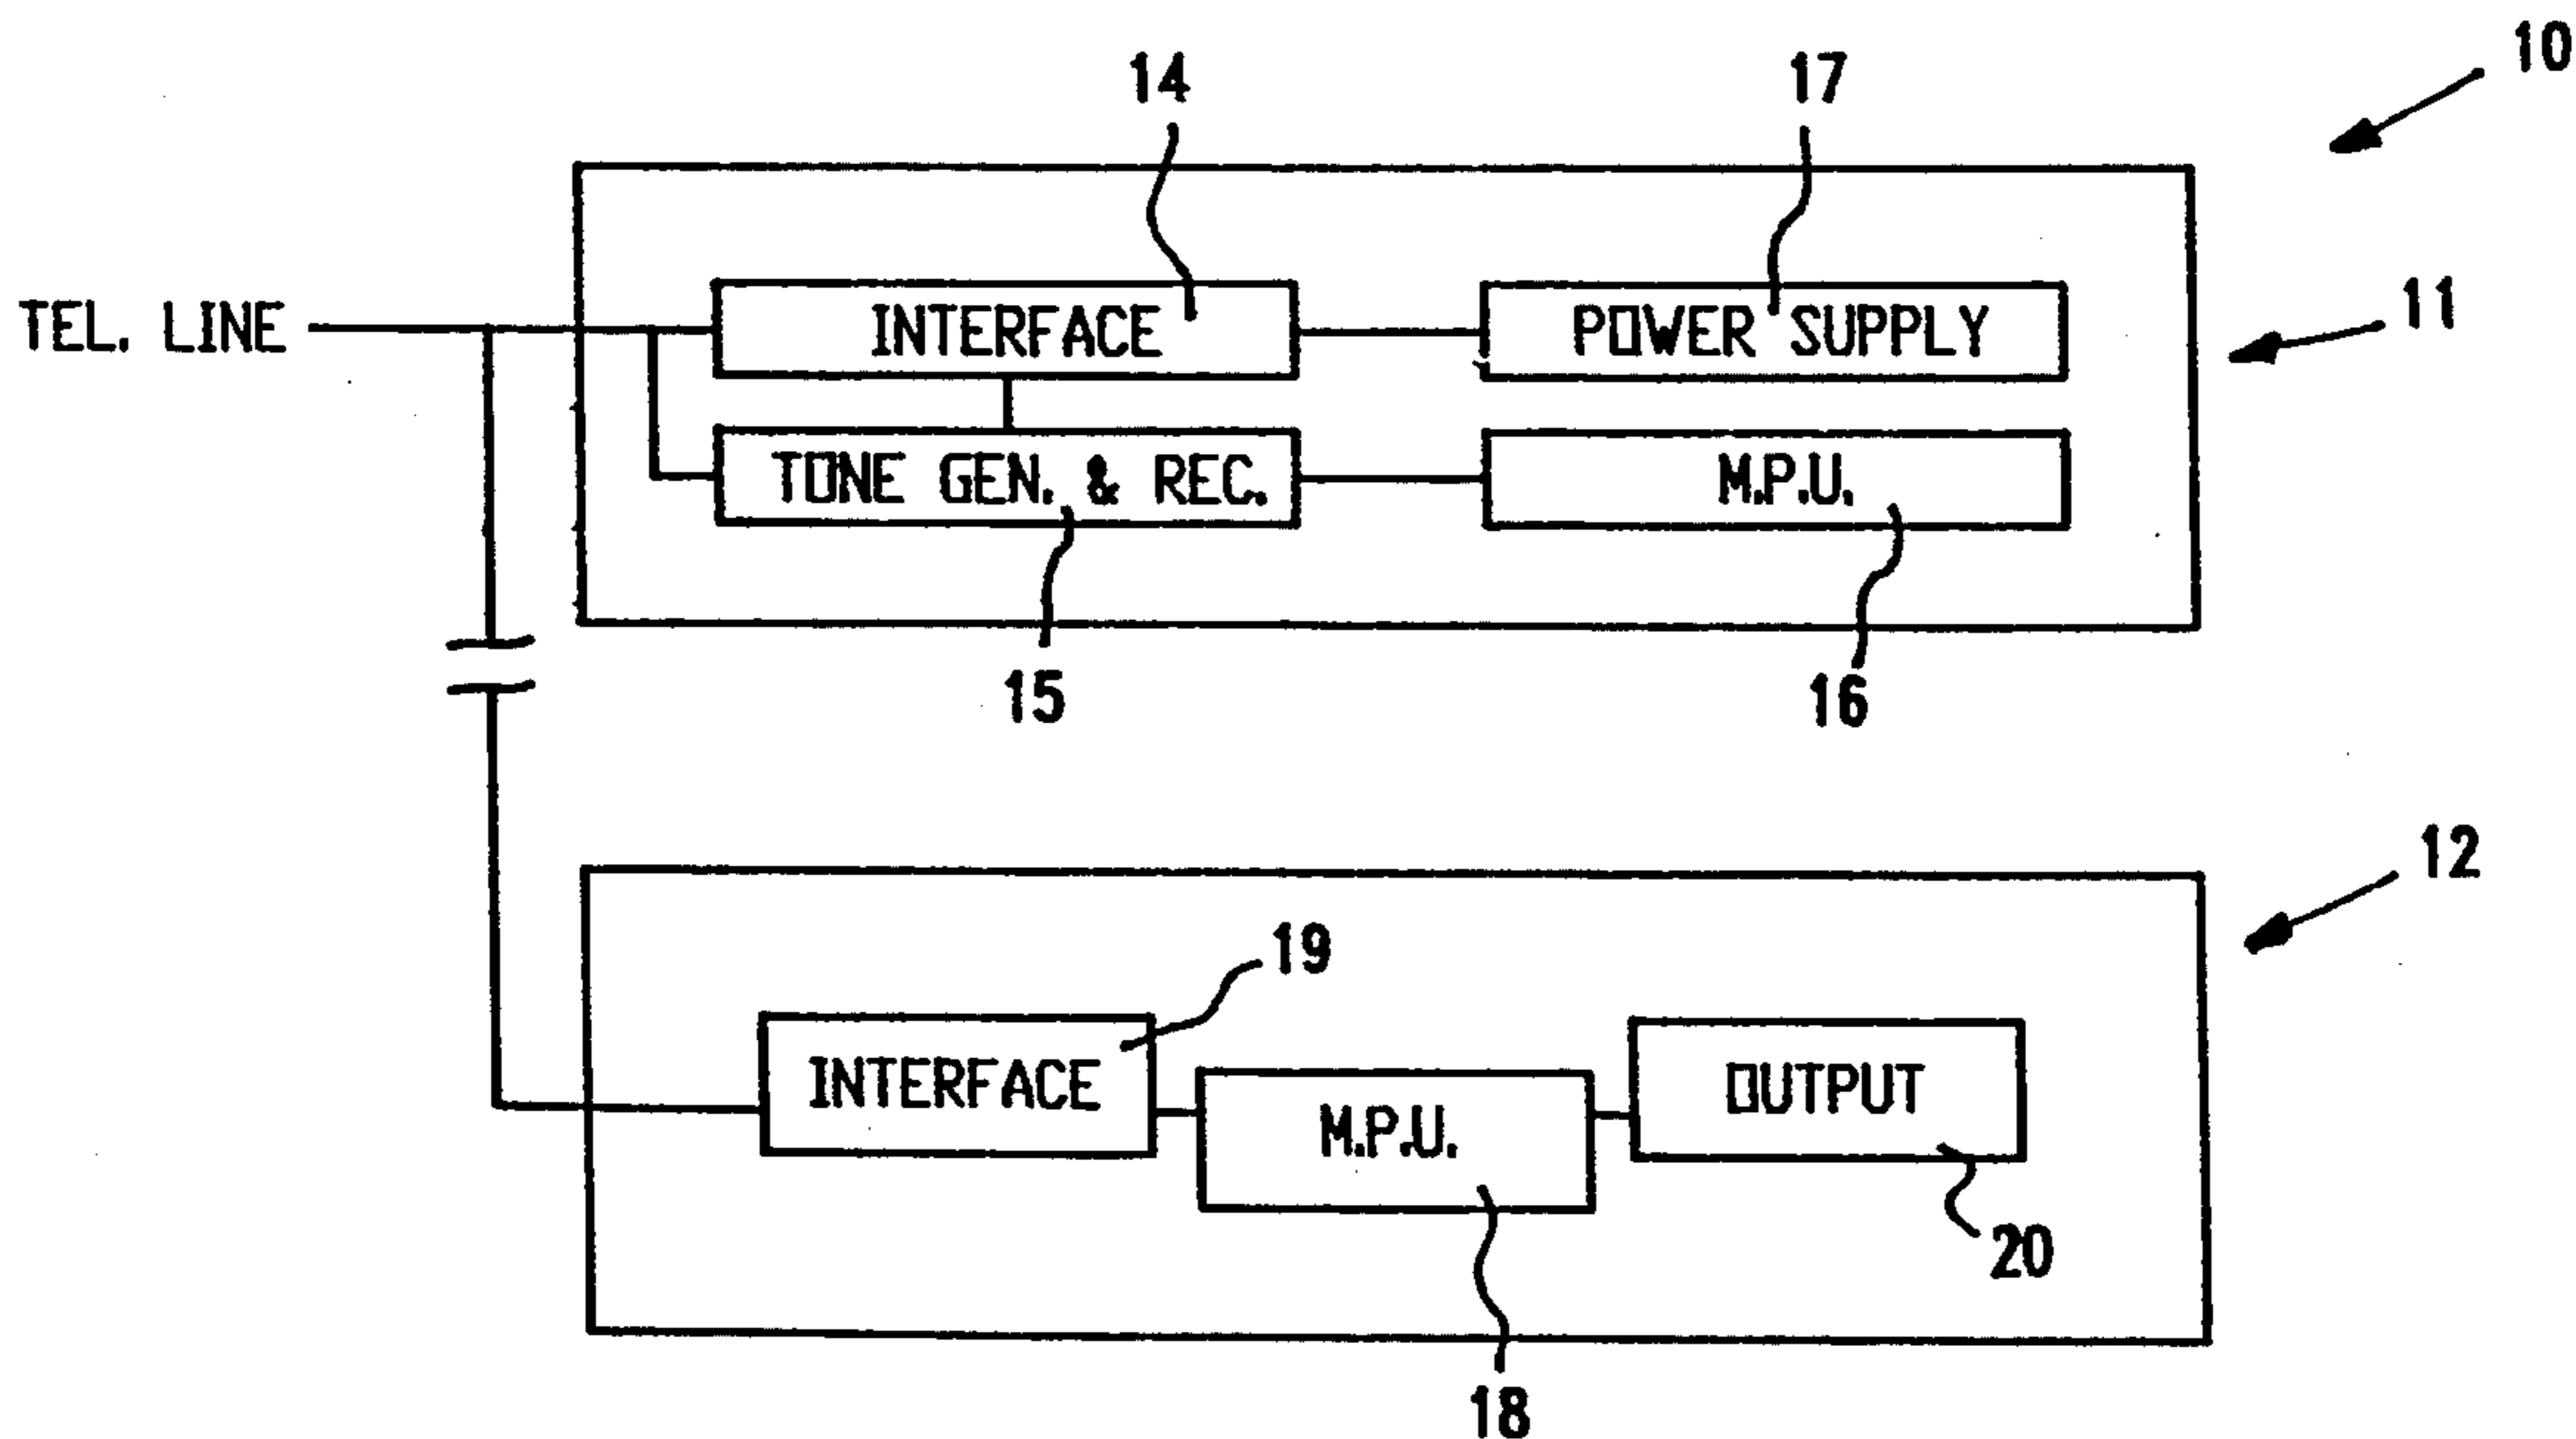 10
14
17
TEL. LINE
INTERFACE
POWER SUPPLY
11
TONE GEN. & REC.
M.P.U.
15
16
12
19
INTERFACE
M.P.U.
OUTPUT
20
18